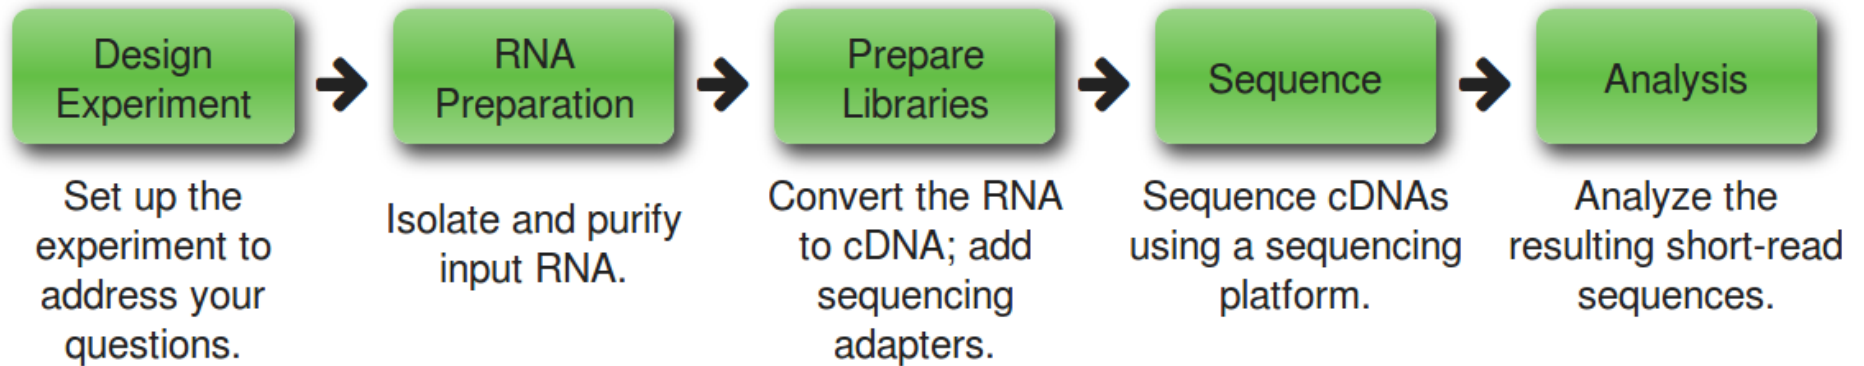 Design
Experiment
Set up the
experiment to
address your
questions.
RNA
Preparation
Isolate and purify
input RNA.
Prepare
Libraries
Convert the RNA
to cDNA; add
sequencing
adapters.
Sequence
Sequence cDNAs
using a sequencing
platform.
Analysis
Analyze the
resulting short-read
sequences.